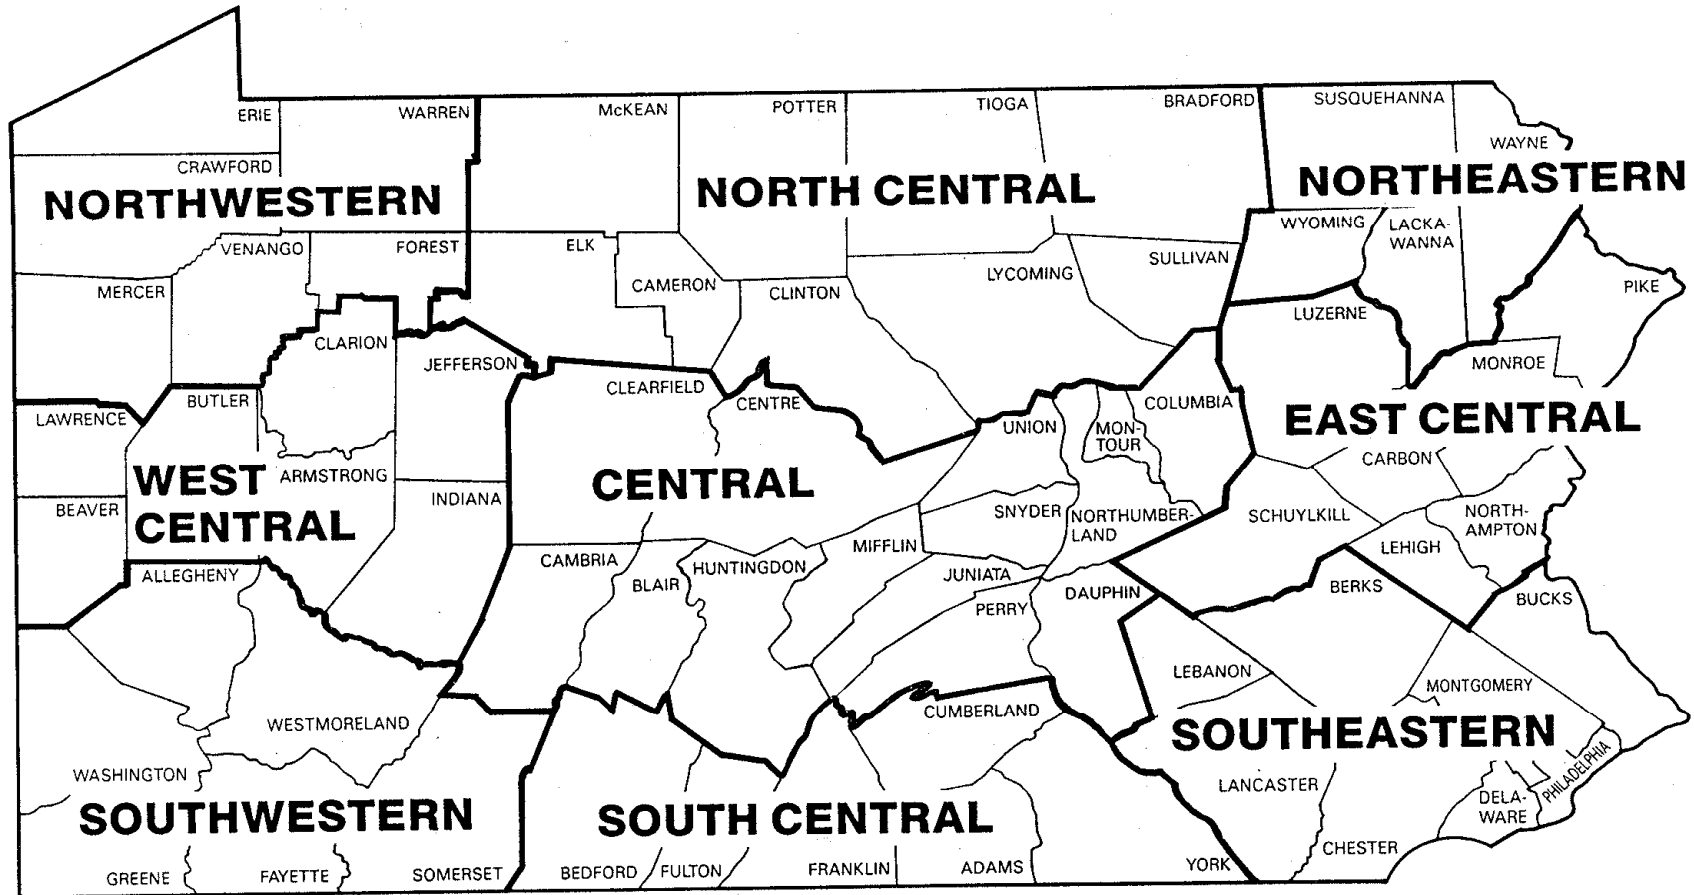 ERIE
WARREN
McKEAN
POTTER
TIOGA
BRADFORD
SUSQUEHANNA
WAYNE
CRAWFORD
NORTHWESTERN
NORTH CENTRAL
NORTHEASTERN
VENANGO
FOREST
ELK
CAMERON
CLINTON
LYCOMING
SULLIVAN
WYOMING
LACKA-
WANNA
PIKE
MERCER
CLARION
JEFFERSON
LUZERNE
MONROE
LAWRENCE
BUTLER
CLEARFIELD
CENTRE
UNION
MON-
TOUR
COLUMBIA
EAST CENTRAL
WEST
CENTRAL
ARMSTRONG
INDIANA
CENTRAL
CARBON
BEAVER
SNYDER
NORTHUMBER-
LAND
SCHUYLKILL
LEHIGH
NORTH-
AMPTON
ALLEGHENY
CAMBRIA
BLAIR
HUNTINGDON
MIFFLIN
JUNIATA
PERRY
DAUPHIN
BERKS
BUCKS
WESTMORELAND
CUMBERLAND
LEBANON
MONTGOMERY
SOUTHEASTERN
WASHINGTON
SOUTHWESTERN
SOUTH CENTRAL
LANCASTER
DELA-
WARE
PHILADELPHIA
GREENE
FAYETTE
SOMERSET
BEDFORD
FULTON
FRANKLIN
ADAMS
YORK
CHESTER